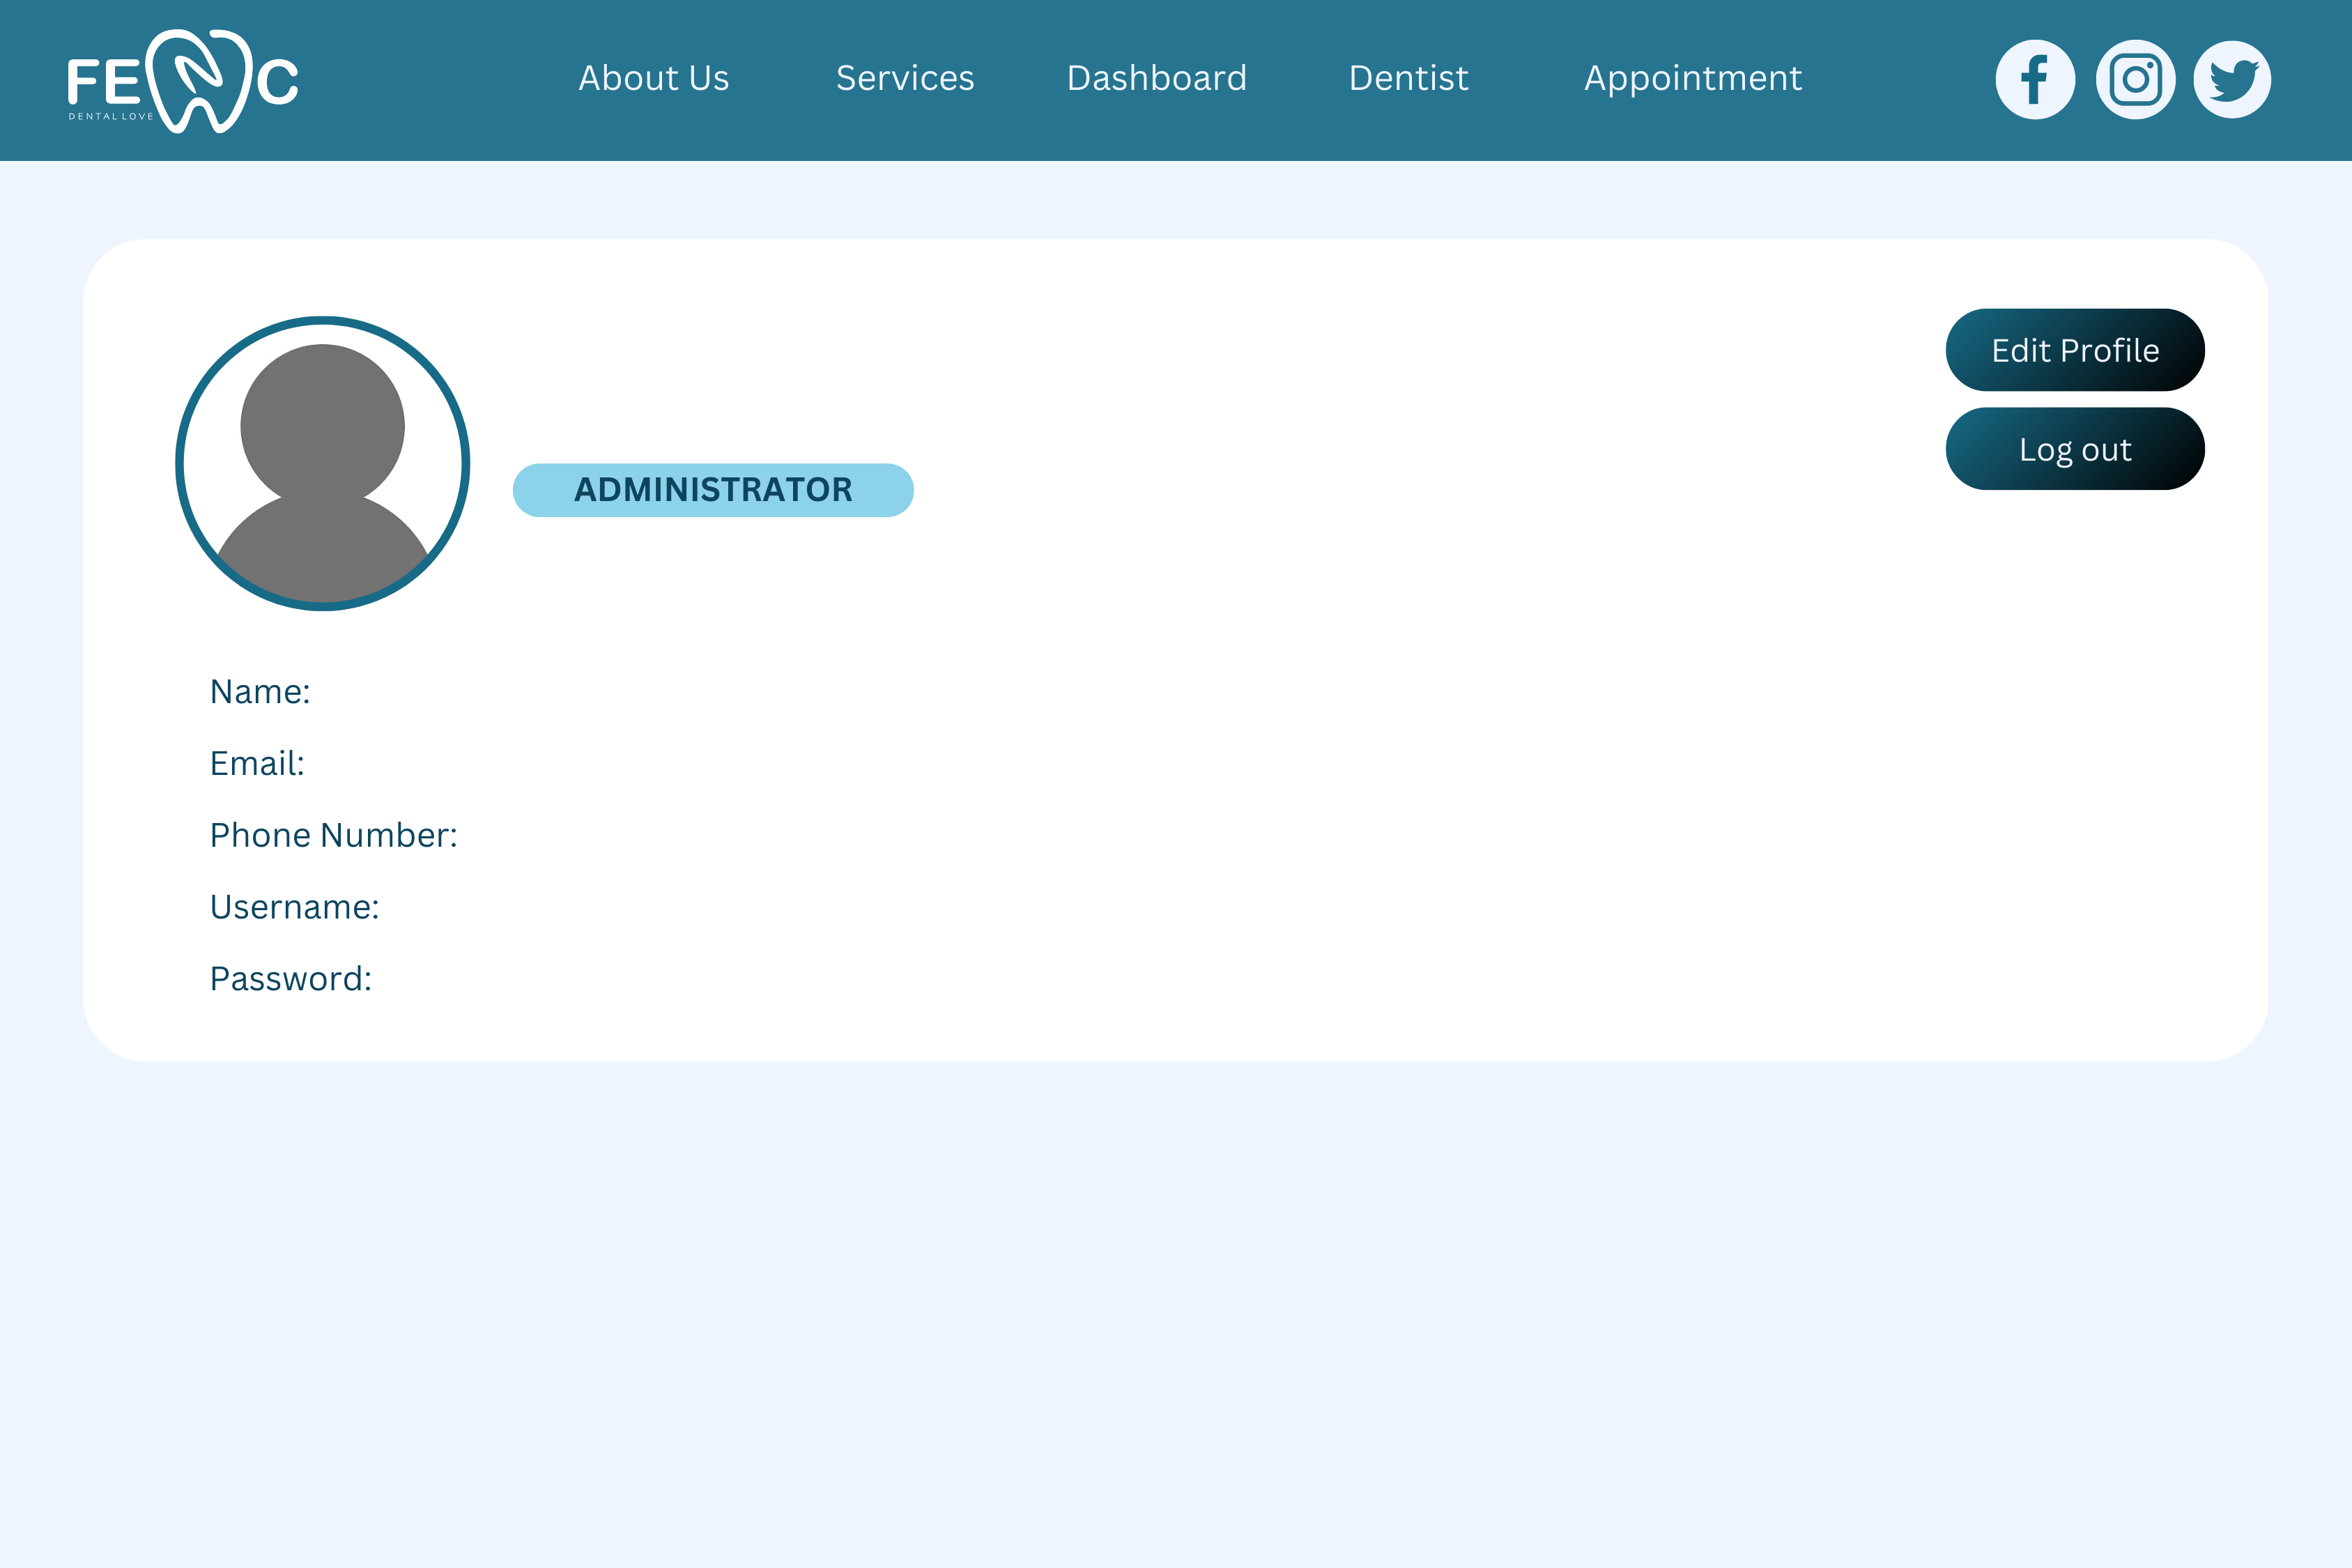 FENC
DENTAL LOVE
About Us
Services
Dashboard
Dentist
Appointment
Edit Profile
Log out
ADMINISTRATOR
Name:
Email:
Phone Number:
Username:
Password: